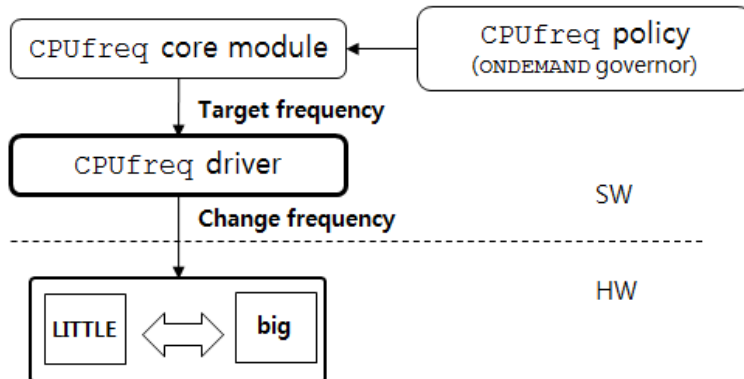 CPUfreq core module
CPUfreq policy
(ONDEMAND governor)
Target frequency
CPUfreq driver
SW
Change frequency
HW
LITTLE
big